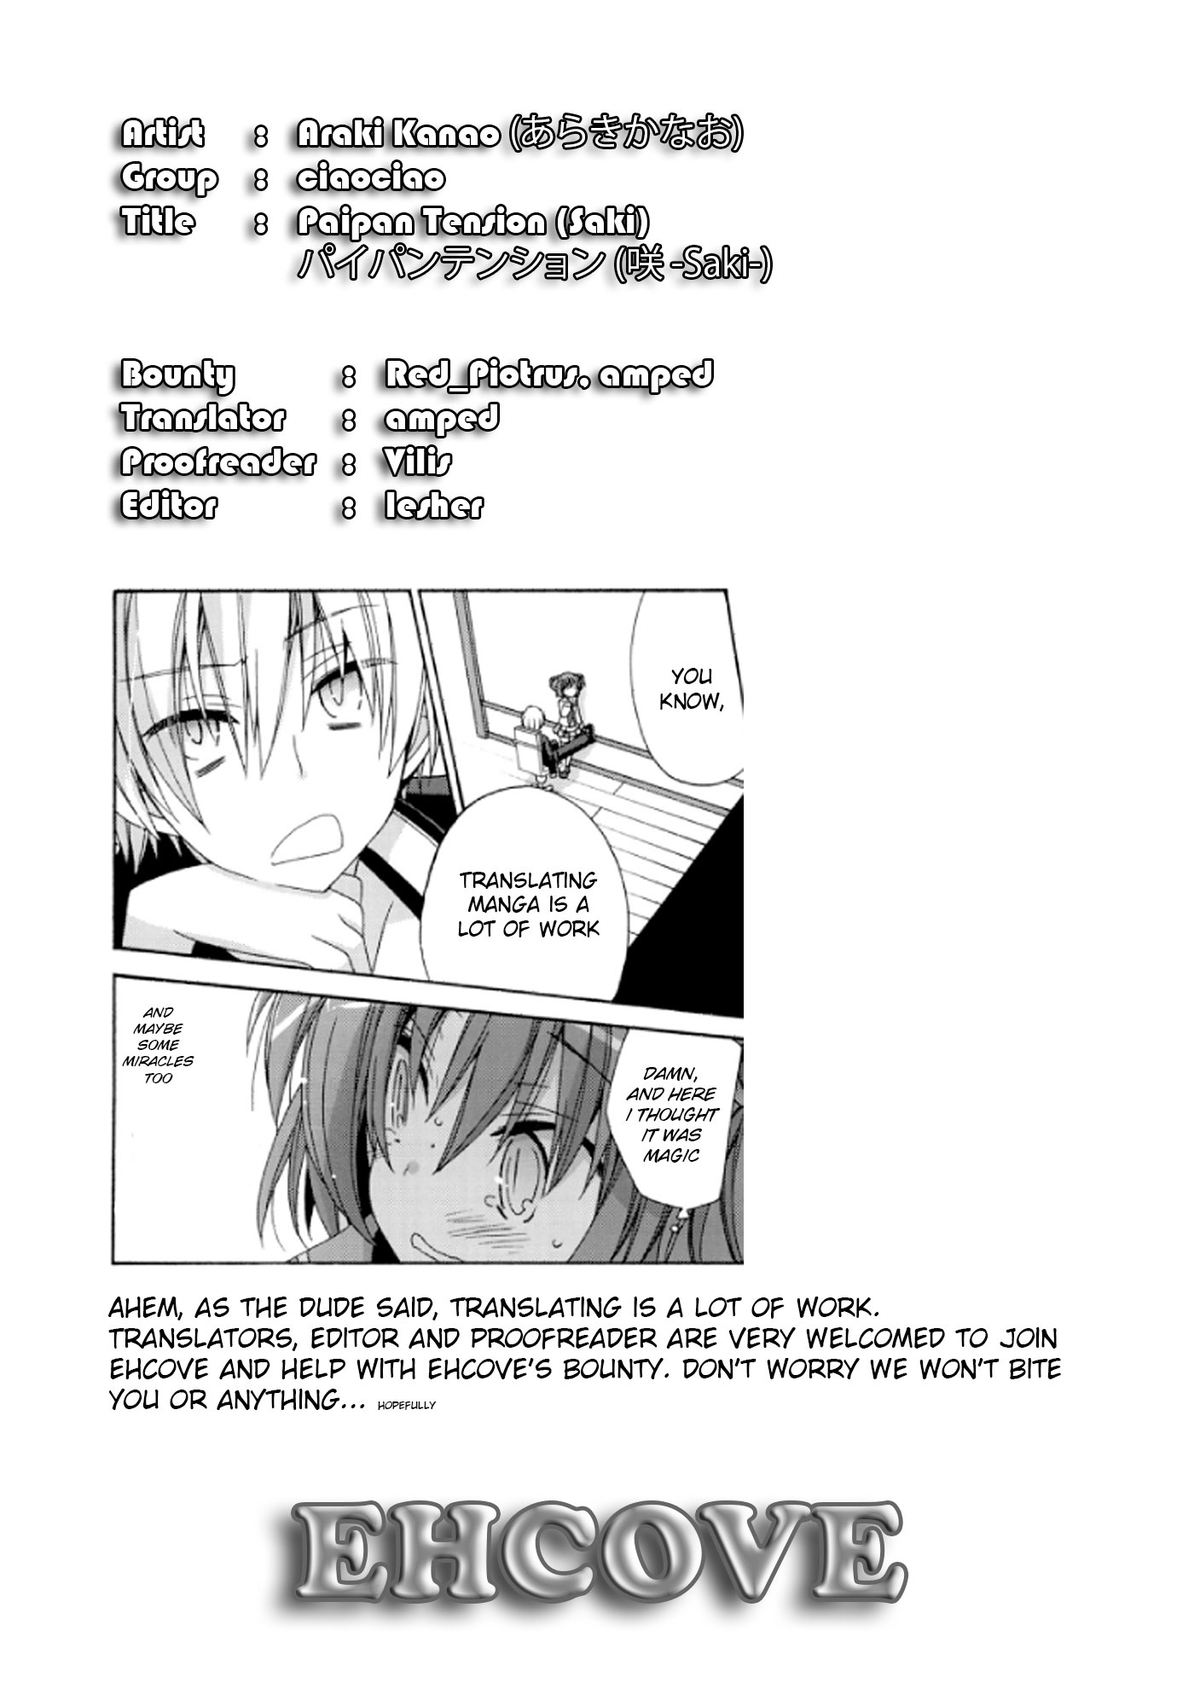 Artist : Araki Kanao (あらきかなお)
Group : ciaociao
Title : Paipan Tension (Saki)
パイパンテンション (咲 -Saki-)
Bounty : Red_Piotrus, amped
Translator : amped
Proofreader : Vilis
Editor : lesher
YOU
KNOW,
TRANSLATING
MANGA IS A
LOT OF WORK
DAMN,
AND HERE
I THOUGHT
IT WAS
MAGIC
AND
MAYBE
SOME
MIRACLES
TOO
AHEM, AS THE DUDE SAID, TRANSLATING IS A LOT OF WORK.
TRANSLATORS, EDITOR AND PROOFREADER ARE VERY WELCOMED TO JOIN
EHCOVE AND HELP WITH EHCOVE'S BOUNTY. DON'T WORRY WE WON'T BITE
YOU OR ANYTHING... HOPEFULLY
EHCOVE